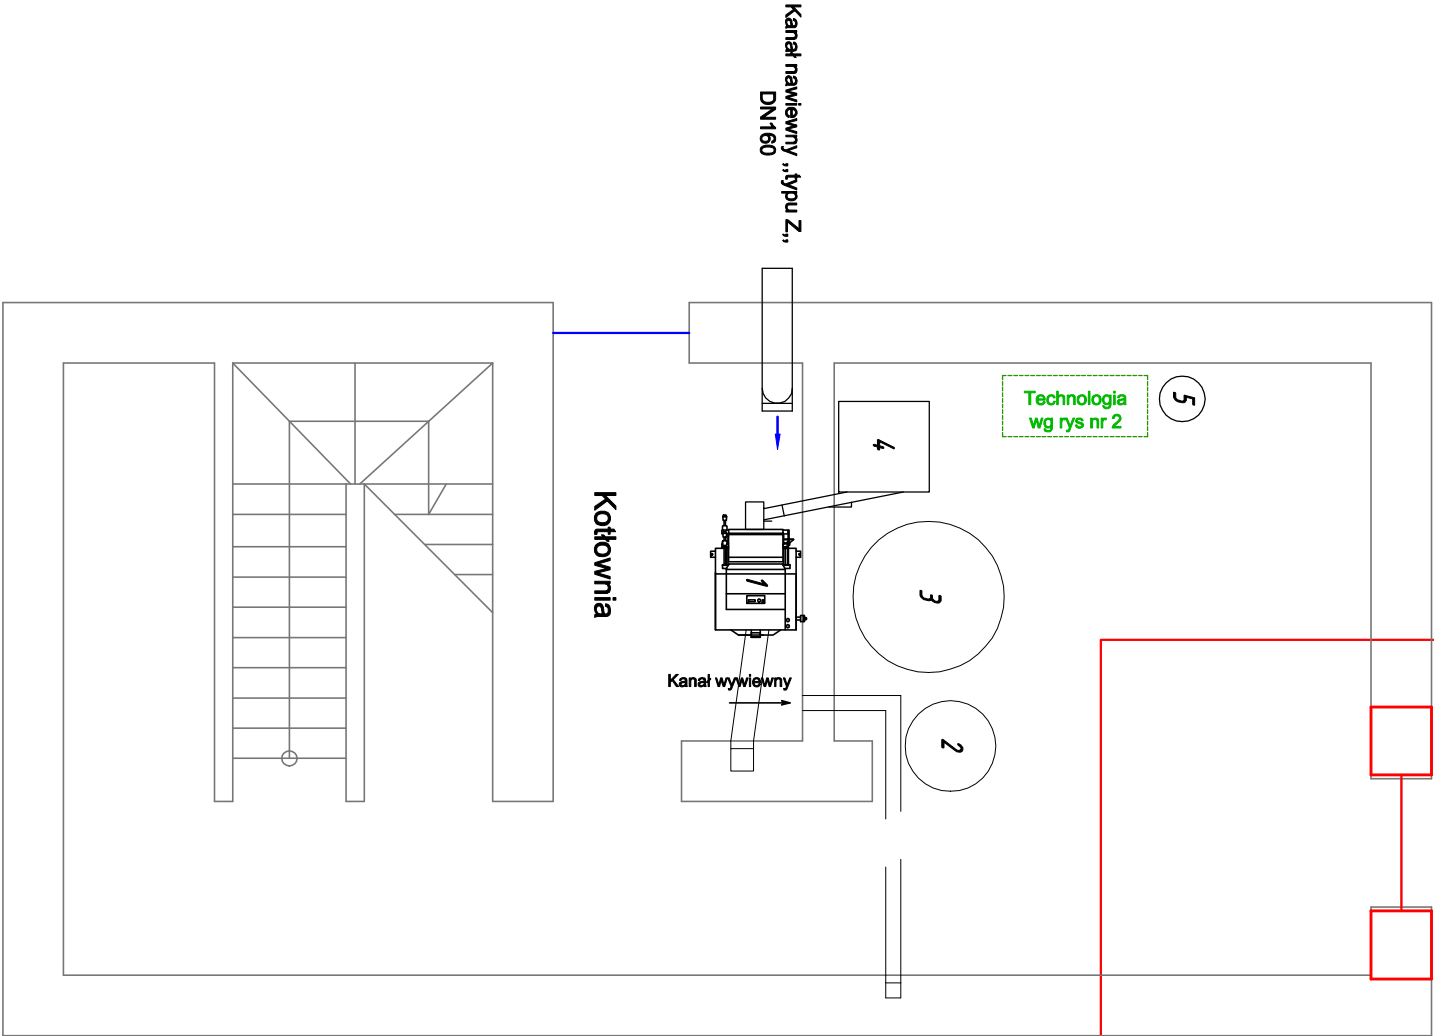 Kanał nawiewny ,,typu Z,,
DN160
Technologia
wg rys nr 2
5
4
Kotłownia
1
3
Kanał wywiewny
2